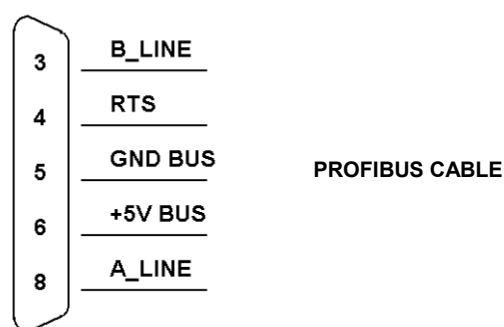 3 B_LINE
4 RTS
5 GND BUS
6 +5V BUS
8 A_LINE
PROFIBUS CABLE